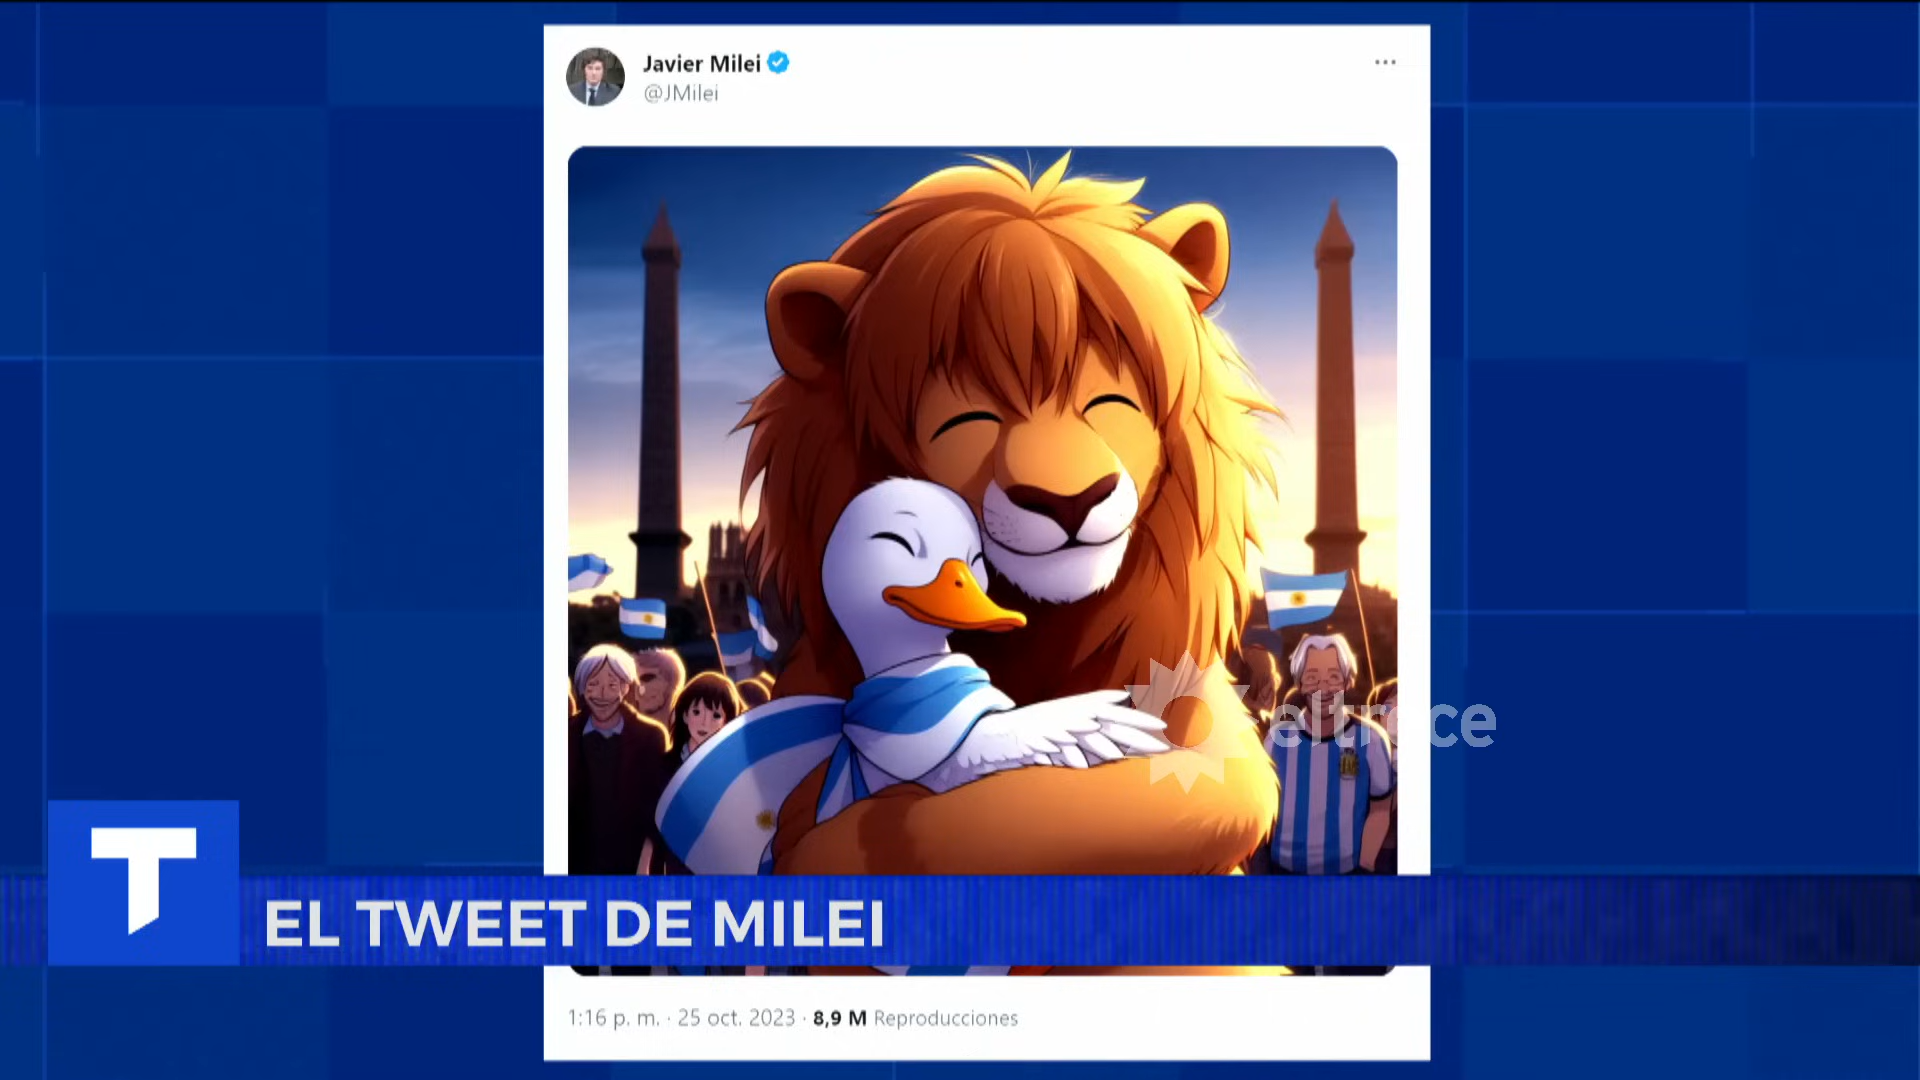 Javier Milei
@JMilei
eltrece
T
EL TWEET DE MILEI
1:16 p. m. · 25 oct. 2023 · 8,9 M Reproducciones